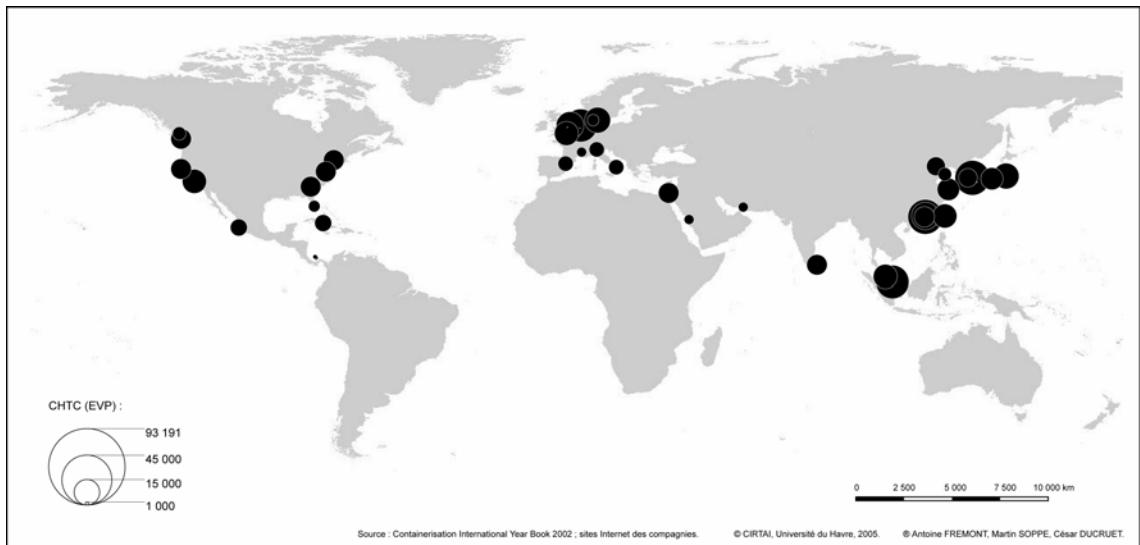 CHTC (EVP) :
93 191
45 000
15 000
1 000
0 2 500 5 000 7 500 10 000 km
Source : Containerisation International Year Book 2002 ; sites Internet des compagnies. © CIRTAI, Université du Havre, 2005. ® Antoine FREMONT, Martin SOPPE, César DUCRUET.